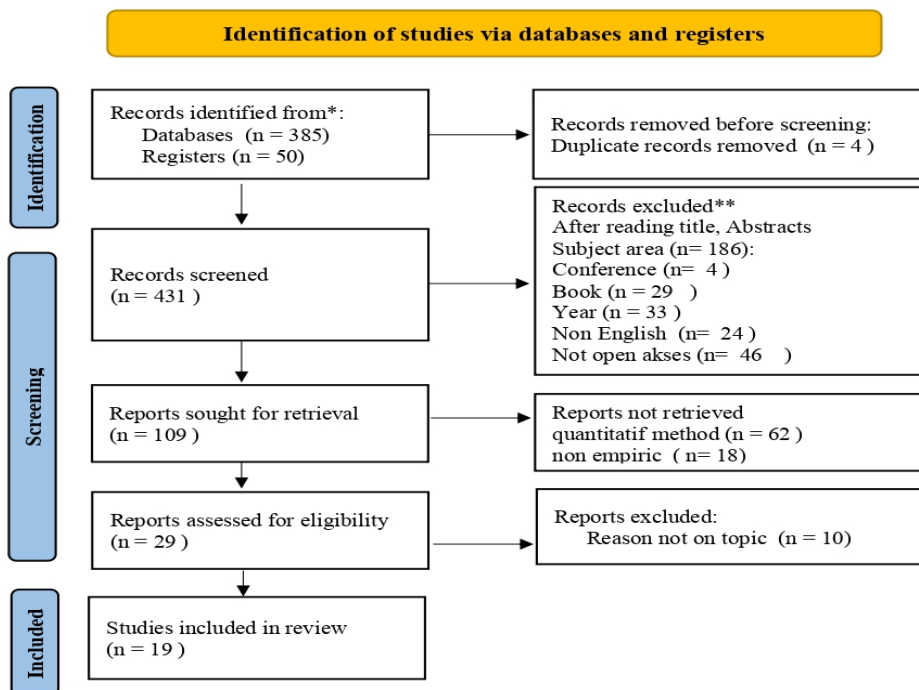 Identification of studies via databases and registers
Identification
Records identified from*:
Databases (n = 385)
Registers (n = 50)
Records removed before screening:
Duplicate records removed (n = 4 )
Screening
Records screened
(n = 431 )
Records excluded**
After reading title, Abstracts
Subject area (n= 186):
Conference (n= 4 )
Book (n = 29 )
Year (n = 33 )
Non English (n= 24 )
Not open akses (n= 46 )
Reports sought for retrieval
(n = 109 )
Reports not retrieved
quantitatif method (n = 62 )
non empiric ( n= 18)
Reports assessed for eligibility
(n = 29 )
Reports excluded:
Reason not on topic (n = 10)
Included
Studies included in review
(n = 19 )